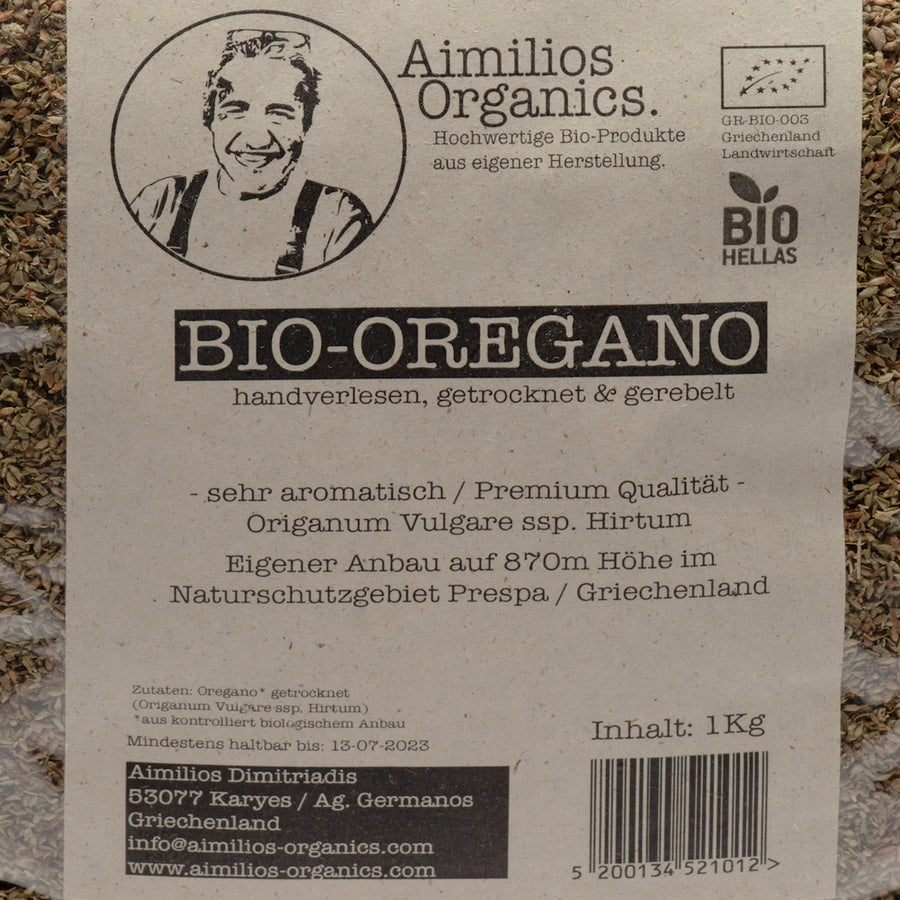 Aimilios
Organics.
Hochwertige Bio-Produkte
aus eigener Herstellung.
GR-BIO-003
Griechenland
Landwirtschaft
BIO
HELLAS
BIO-OREGANO
handverlesen, getrocknet & gerebelt
- sehr aromatisch / Premium Qualität -
Origanum Vulgare ssp. Hirtum
Eigener Anbau auf 870m Höhe im
Naturschutzgebiet Prespa / Griechenland
Zutaten: Oregano* getrocknet
(Origanum Vulgare ssp. Hirtum)
*aus kontrolliert biologischem Anbau
Mindestens haltbar bis: 13-07-2023
Inhalt: 1Kg
Aimilios Dimitriadis
53077 Karyes / Ag. Germanos
Griechenland
info@aimilios-organics.com
www.aimilios-organics.com
5 200134 521012 >